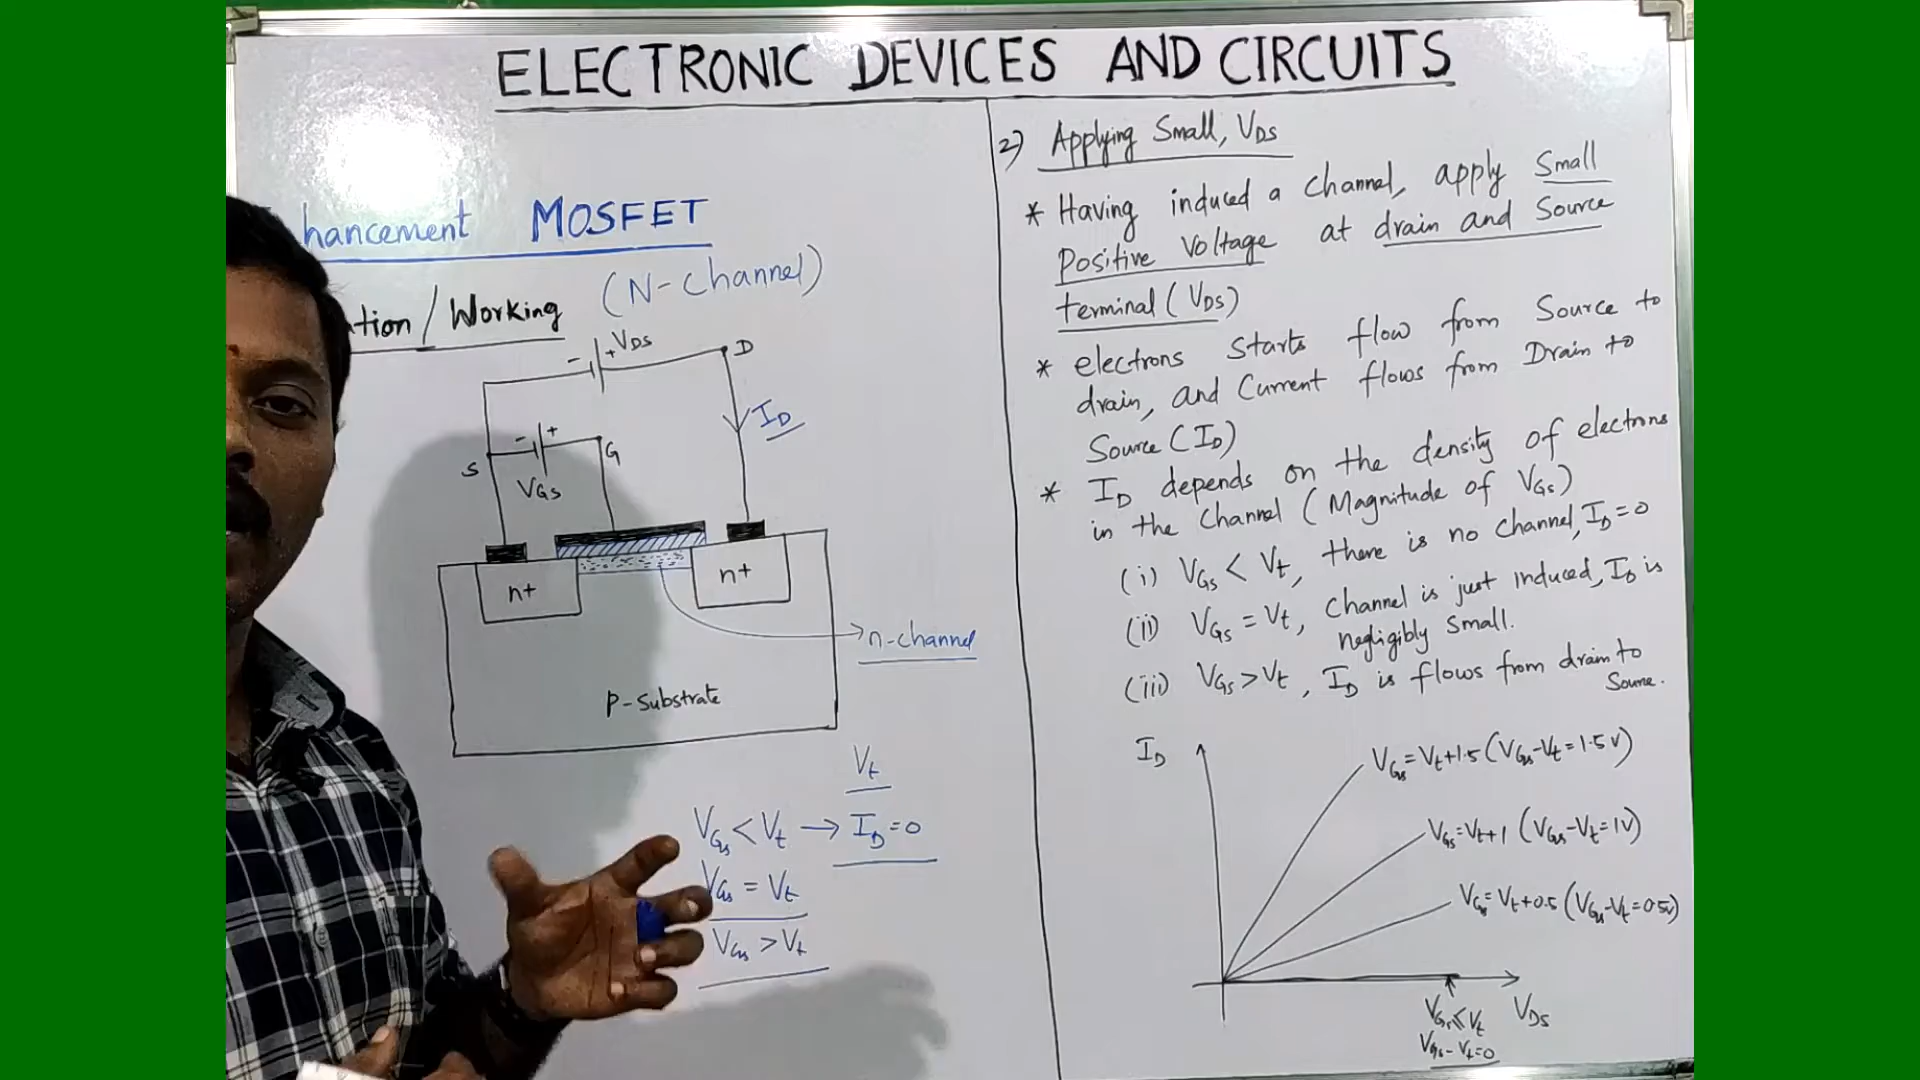 ELECTRONIC DEVICES AND CIRCUITS
hancement MOSFET
(N-Channel)
ation / Working
- + VDS
D
ID
- +
S
G
VGS
n+
n+
n-channel
P-Substrate
Vt
VGS < Vt → ID = 0
VGS = Vt
VGS > Vt
2) Applying Small, VDS
* Having induced a Channel, apply Small
Positive Voltage at drain and Source
terminal (VDS)
* electrons Starts flow from Source to
drain, and Current flows from Drain to
Source (ID)
* ID depends on the density of electrons
in the Channel (Magnitude of VGS)
(i) VGS < Vt, there is no channel, ID = 0
(ii) VGS = Vt, Channel is just induced, ID is
negligibly Small.
(iii) VGS > Vt, ID is flows from drain to
Source.
ID
VGS = Vt + 1.5 (VGS - Vt = 1.5 V)
VGS = Vt + 1 (VGS - Vt = 1V)
VGS = Vt + 0.5 (VGS - Vt = 0.5V)
VGS ≤ Vt
VDS
VGS - Vt = 0